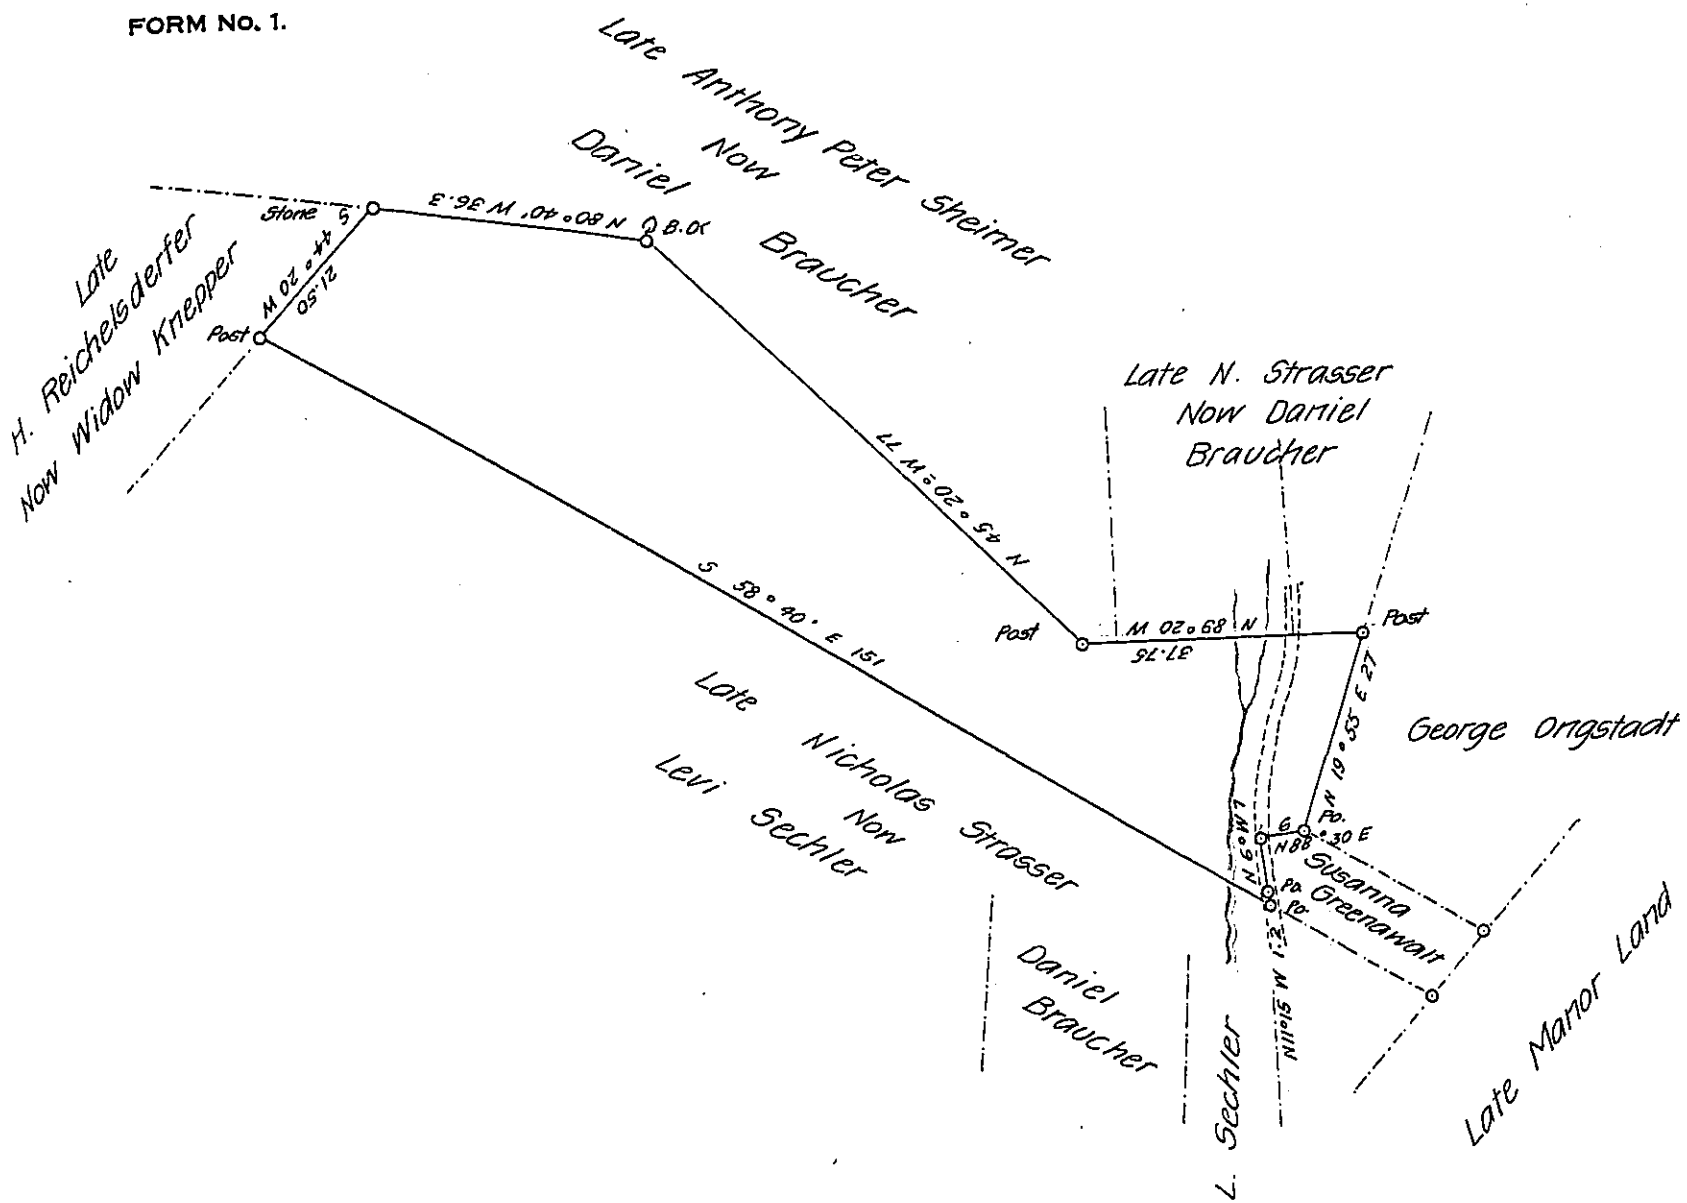 FORM No. 1.
Late Anthony Peter Sheimer
Now
Daniel Braucher
Late
H. Reichelsderfer
Now Widow Knepper
Stone
S 44° 20 W
21.50
Post
N 80° 40' W 36.3
N 45° 20= W 77
Late N. Strasser
Now Daniel
Braucher
Post
N 89° 20 W
37.75
Post
N 19° 55 E 27
George Ongstadt
S 58° 40' E 151
Late Nicholas Strasser
Now
Levi Sechler
Po.
6
N 88° 30 E
N 6° W 7
Po.
Po.
N 11° 15 W 1.2
Susanna
Greenawalt
Daniel
Braucher
L. Sechler
Late Manor Land